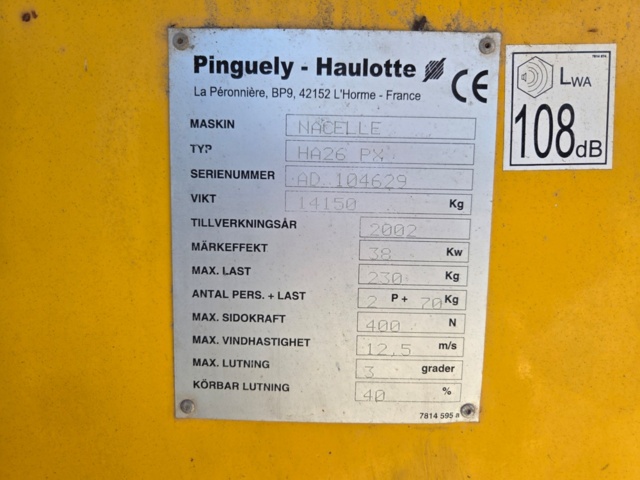 Pinguely - Haulotte
La Péronnière, BP9, 42152 L'Horme - France
CE
MASKIN NACELLE
TYP HA26 PX
SERIENUMMER AD 104629
VIKT 14150 Kg
TILLVERKNINGSÅR 2002
MÄRKEFFEKT 38 Kw
MAX. LAST 230 Kg
ANTAL PERS. + LAST 2 P + 70 Kg
MAX. SIDOKRAFT 400 N
MAX. VINDHASTIGHET 12,5 m/s
MAX. LUTNING 3 grader
KÖRBAR LUTNING 40 %
7814 595 a
LWA
108dB